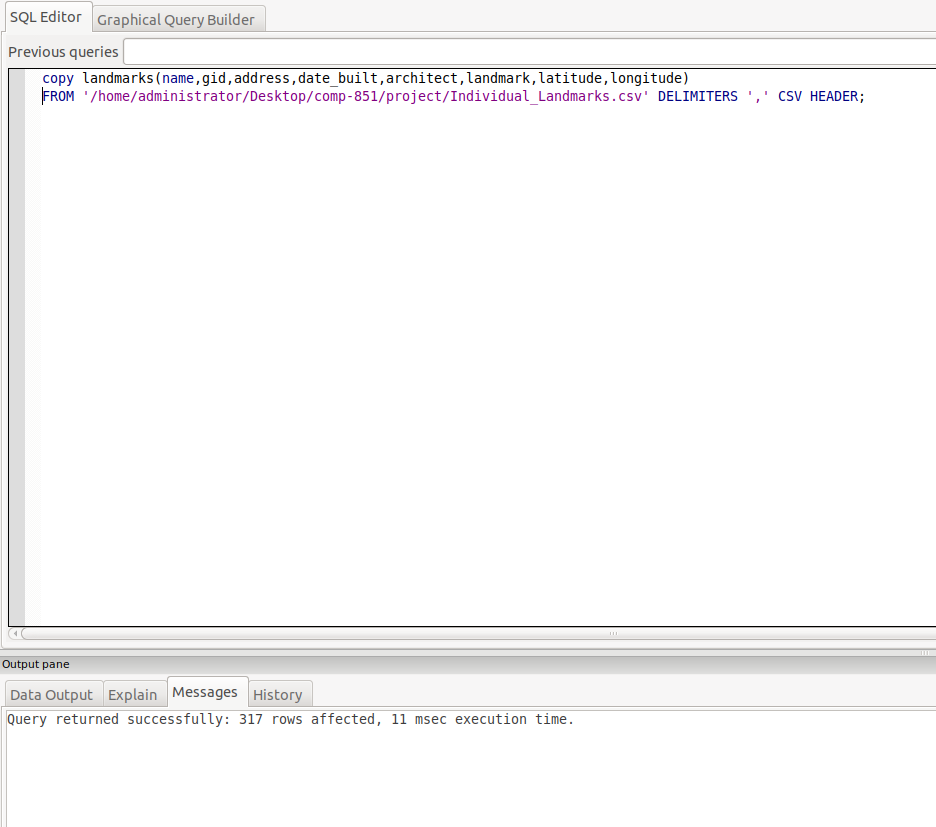 SQL Editor Graphical Query Builder
Previous queries
copy landmarks(name,gid,address,date_built,architect,landmark,latitude,longitude)
FROM '/home/administrator/Desktop/comp-851/project/Individual_Landmarks.csv' DELIMITERS ',' CSV HEADER;
Output pane
Data Output Explain Messages History
Query returned successfully: 317 rows affected, 11 msec execution time.